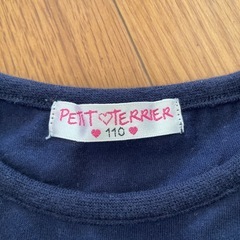 PETIT♡TERRIER
♥ 110 ♥